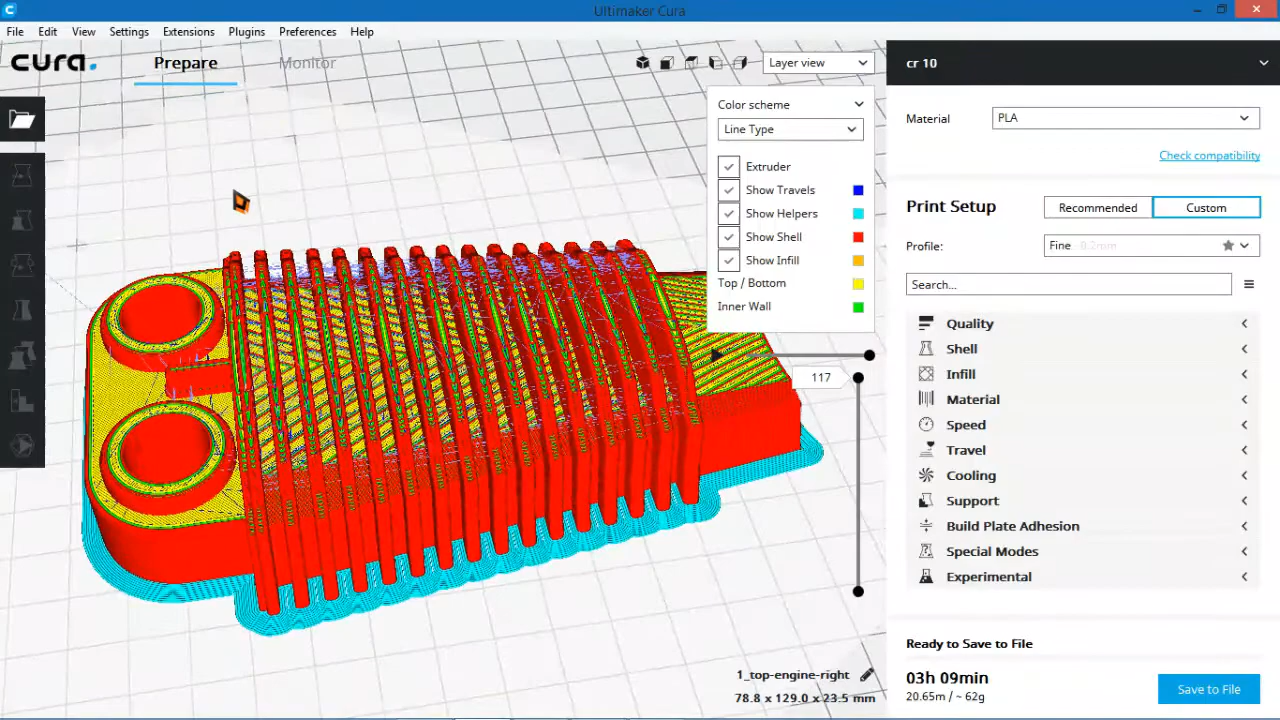 Ultimaker Cura
File Edit View Settings Extensions Plugins Preferences Help
cura.
Prepare Monitor
Layer view
cr 10
Color scheme
Line Type
Extruder
Show Travels
Show Helpers
Show Shell
Show Infill
Top / Bottom
Inner Wall
117
Material PLA
Check compatibility
Print Setup Recommended Custom
Profile: Fine 0.2mm
Search...
Quality
Shell
Infill
Material
Speed
Travel
Cooling
Support
Build Plate Adhesion
Special Modes
Experimental
1_top-engine-right
78.8 x 129.0 x 23.5 mm
Ready to Save to File
03h 09min
20.65m / ~ 62g
Save to File